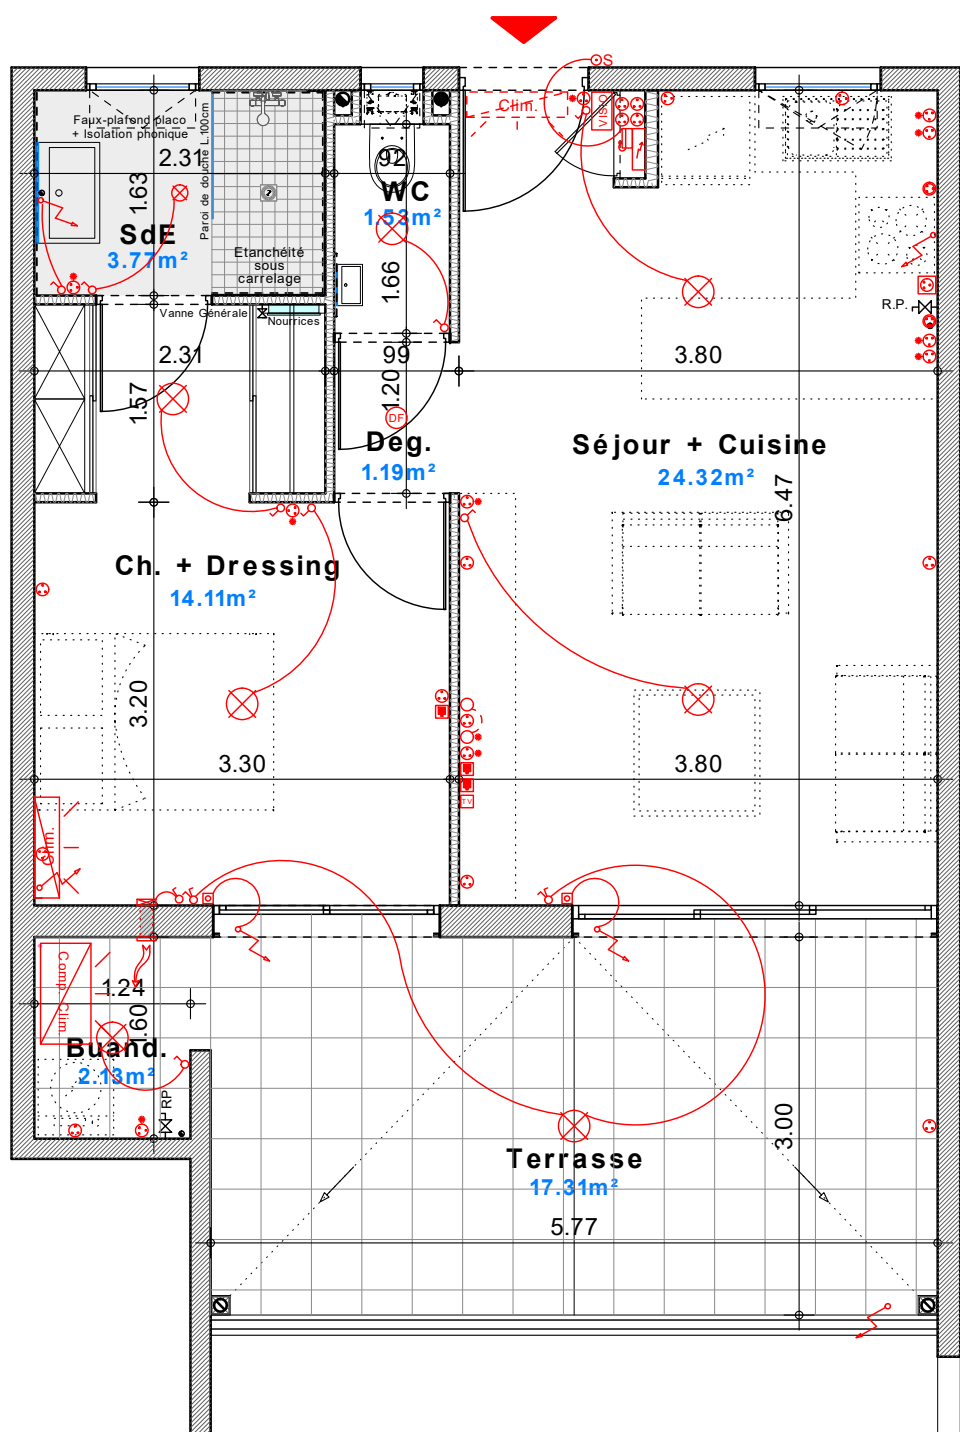 S
Clim.
VISIO
Faux-plafond placo
+ Isolation phonique
Paroi de douche L.100cm
2.31
1.63
SdE
3.77m²
Etanchéité
sous
carrelage
92
WC
1.53m²
1.66
R.P.
Vanne Générale
Nourrices
2.31
1.57
99
1.20
DF
Deg.
1.19m²
3.80
Séjour + Cuisine
24.32m²
6.47
Ch. + Dressing
14.11m²
3.20
3.30
3.80
TV
Clim.
Comp. Clim
1.24
1.60
Buand.
2.13m²
RP
3.00
Terrasse
17.31m²
5.77